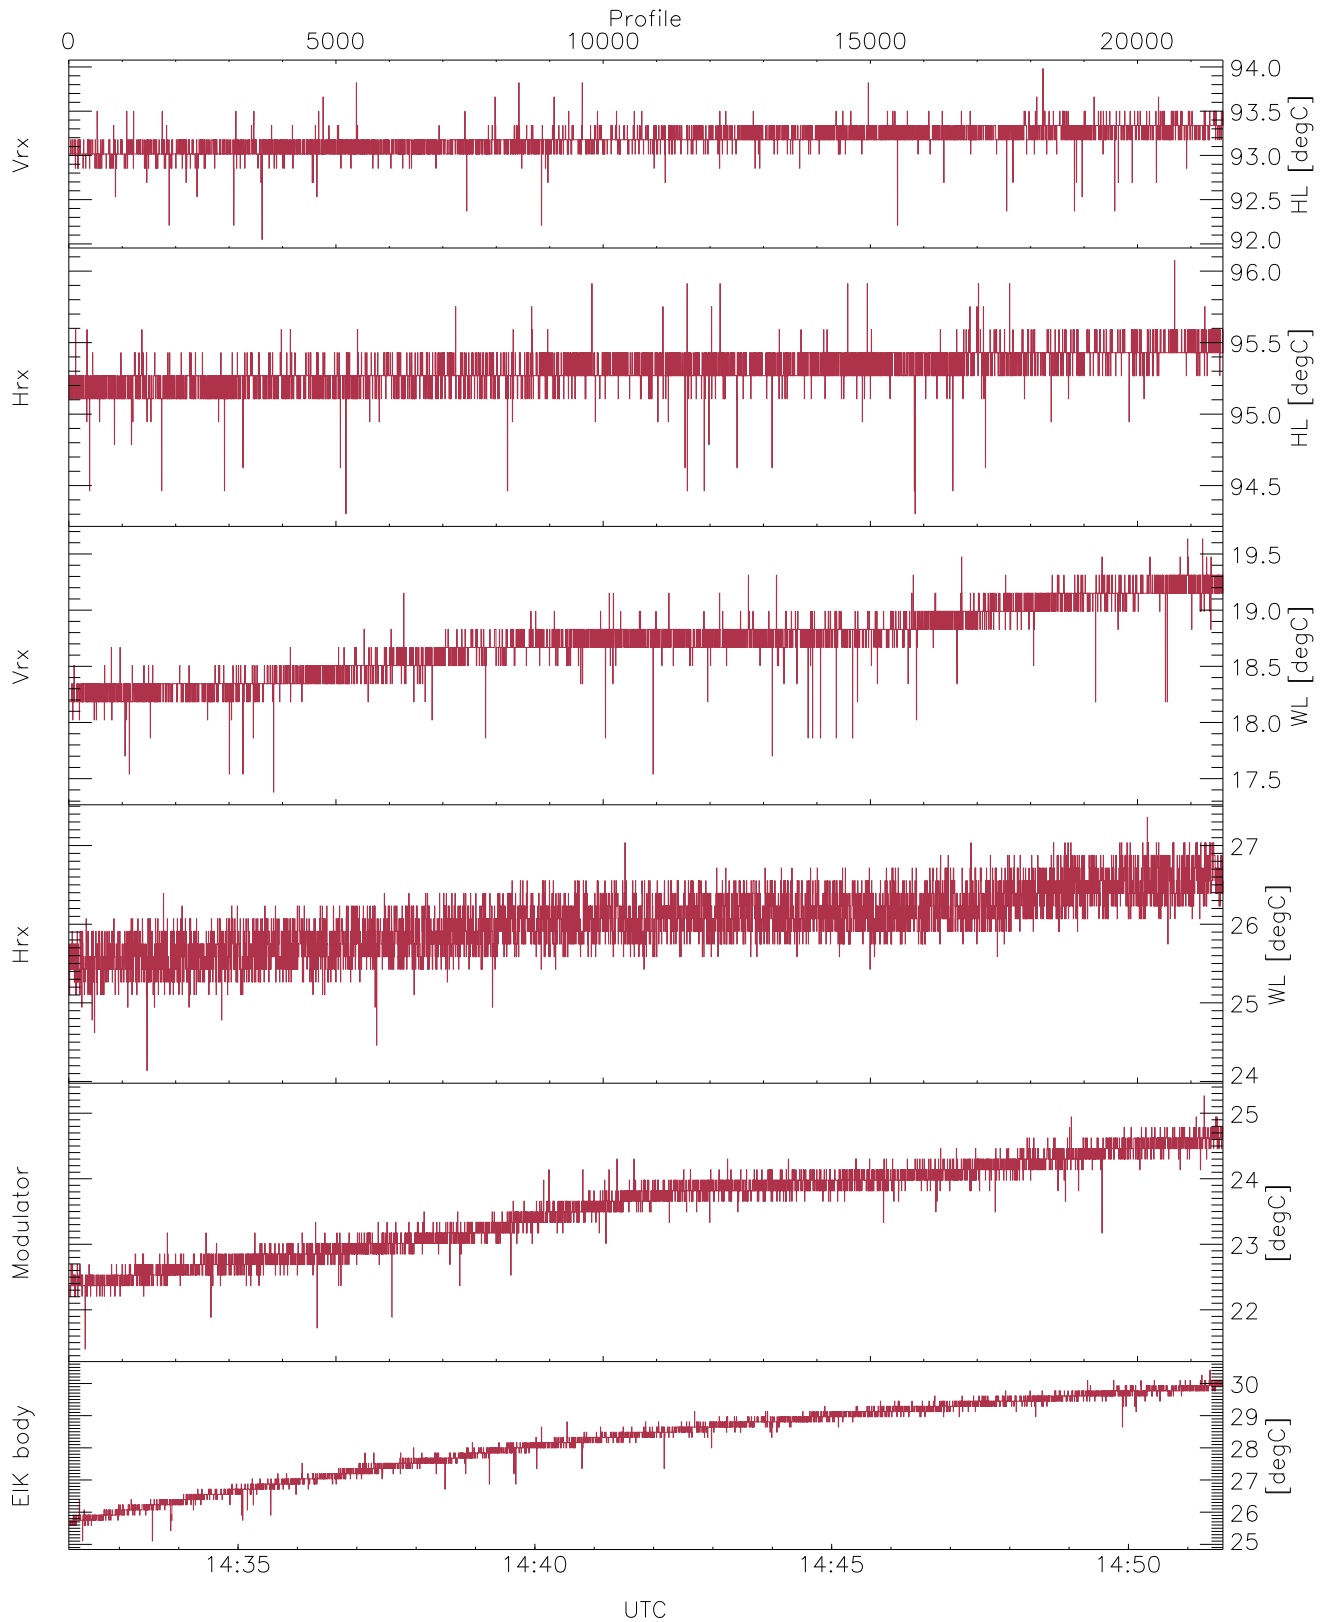 Profile
0 5000 10000 15000 20000
Vrx
94.0
93.5
93.0
92.5
92.0
HL [degC]
Hrx
96.0
95.5
95.0
94.5
HL [degC]
Vrx
19.5
19.0
18.5
18.0
17.5
WL [degC]
Hrx
27
26
25
24
WL [degC]
Modulator
25
24
23
22
[degC]
EIK body
30
29
28
27
26
25
[degC]
14:35 14:40 14:45 14:50
UTC